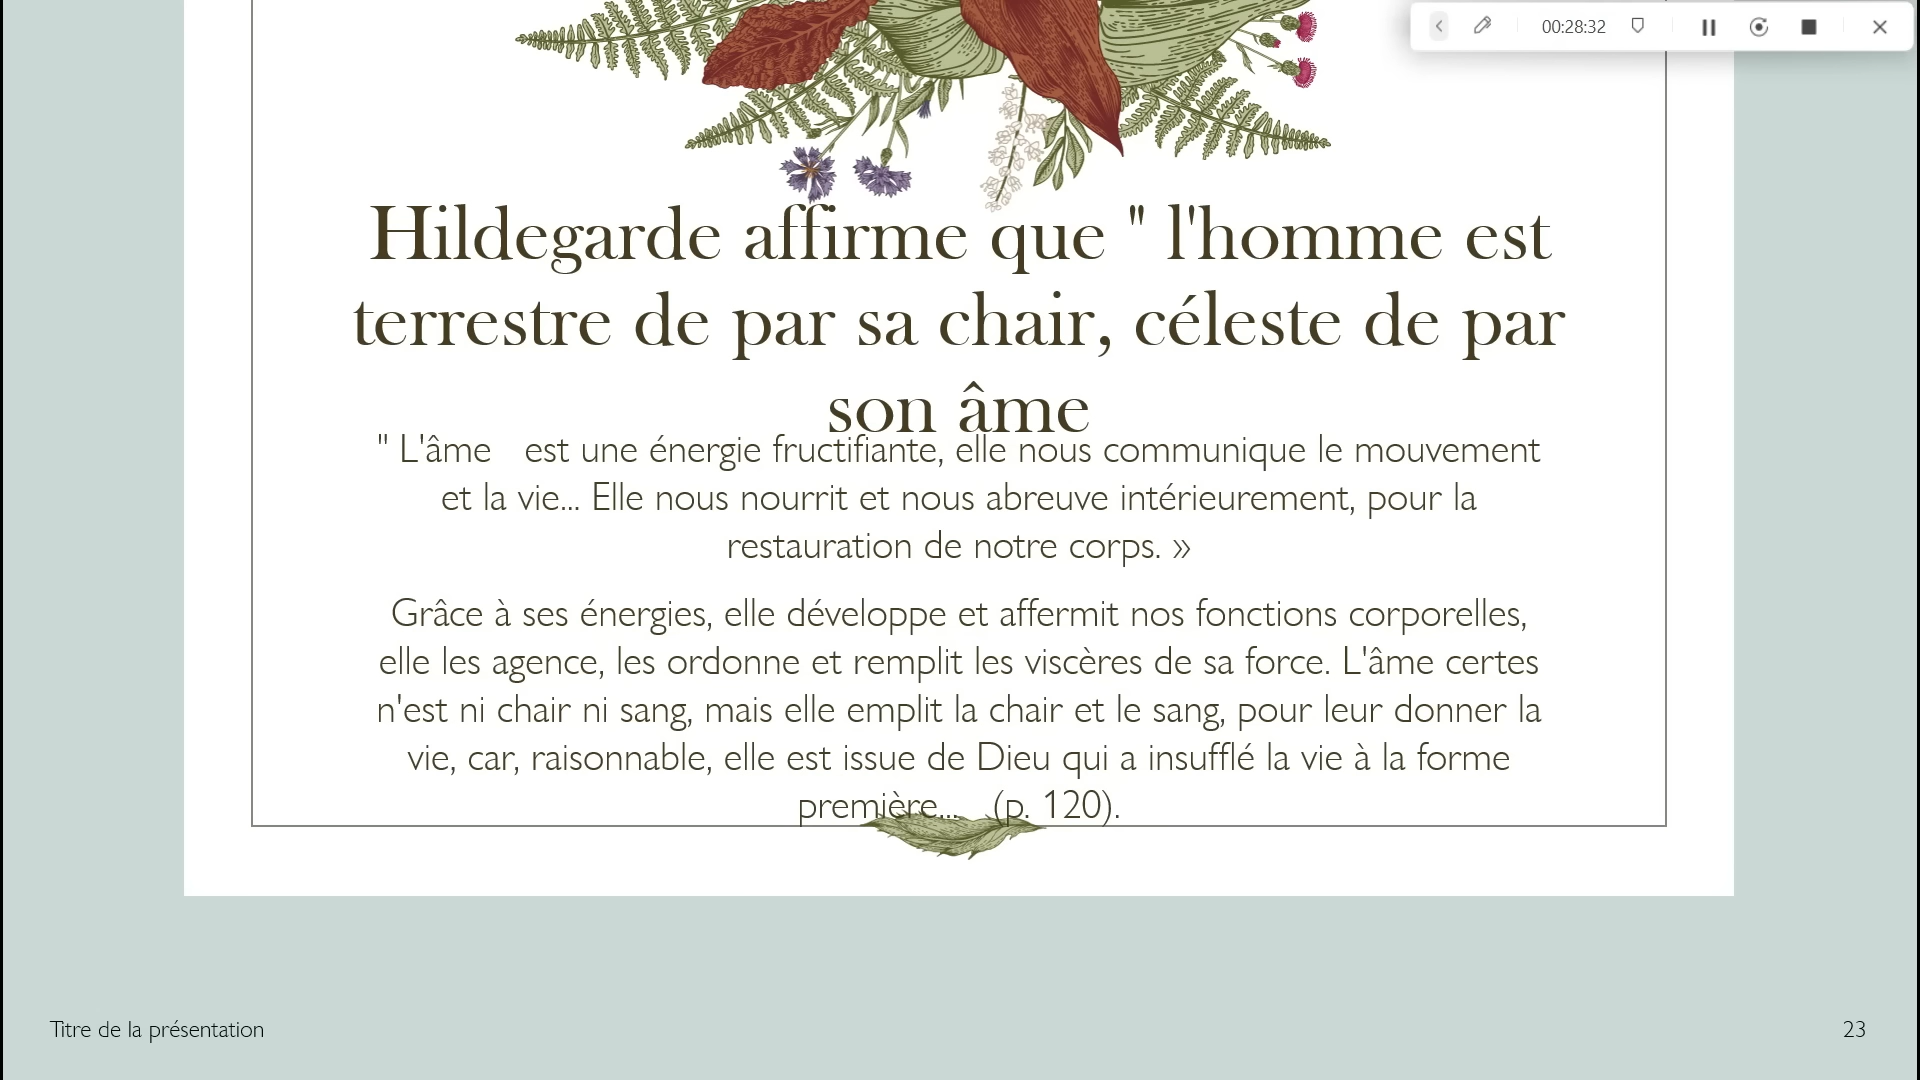 00:28:32
Hildegarde affirme que " l'homme est
terrestre de par sa chair, céleste de par
son âme
" L'âme est une énergie fructifiante, elle nous communique le mouvement
et la vie... Elle nous nourrit et nous abreuve intérieurement, pour la
restauration de notre corps. »
Grâce à ses énergies, elle développe et affermit nos fonctions corporelles,
elle les agence, les ordonne et remplit les viscères de sa force. L'âme certes
n'est ni chair ni sang, mais elle emplit la chair et le sang, pour leur donner la
vie, car, raisonnable, elle est issue de Dieu qui a insufflé la vie à la forme
première... (p. 120).
Titre de la présentation
23